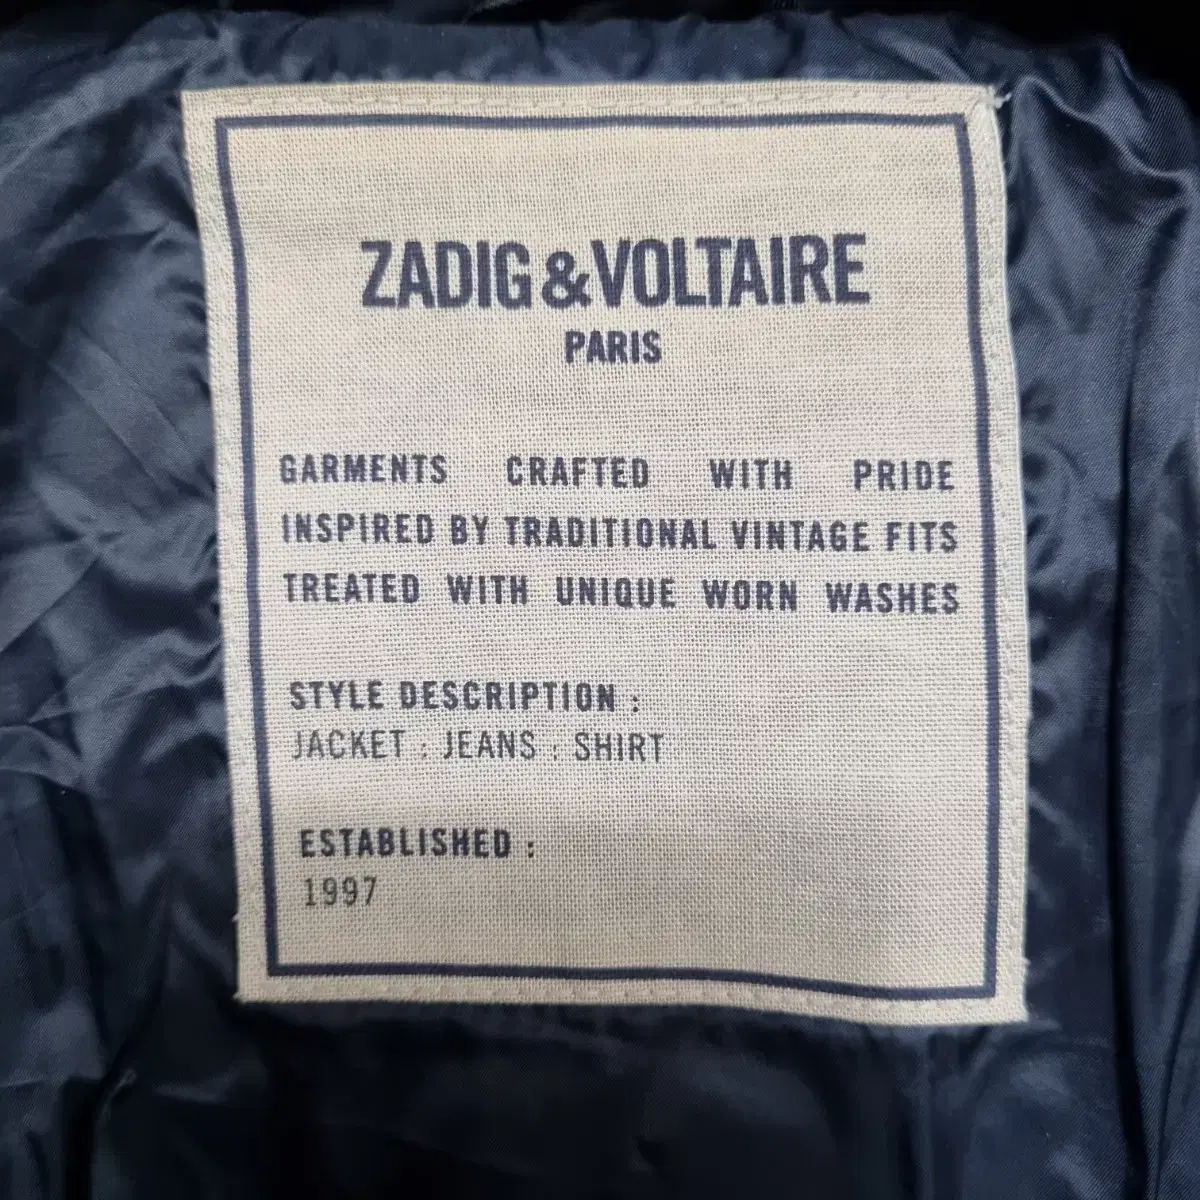 ZADIG&VOLTAIRE
PARIS
GARMENTS CRAFTED WITH PRIDE
INSPIRED BY TRADITIONAL VINTAGE FITS
TREATED WITH UNIQUE WORN WASHES
STYLE DESCRIPTION :
JACKET : JEANS : SHIRT
ESTABLISHED :
1997